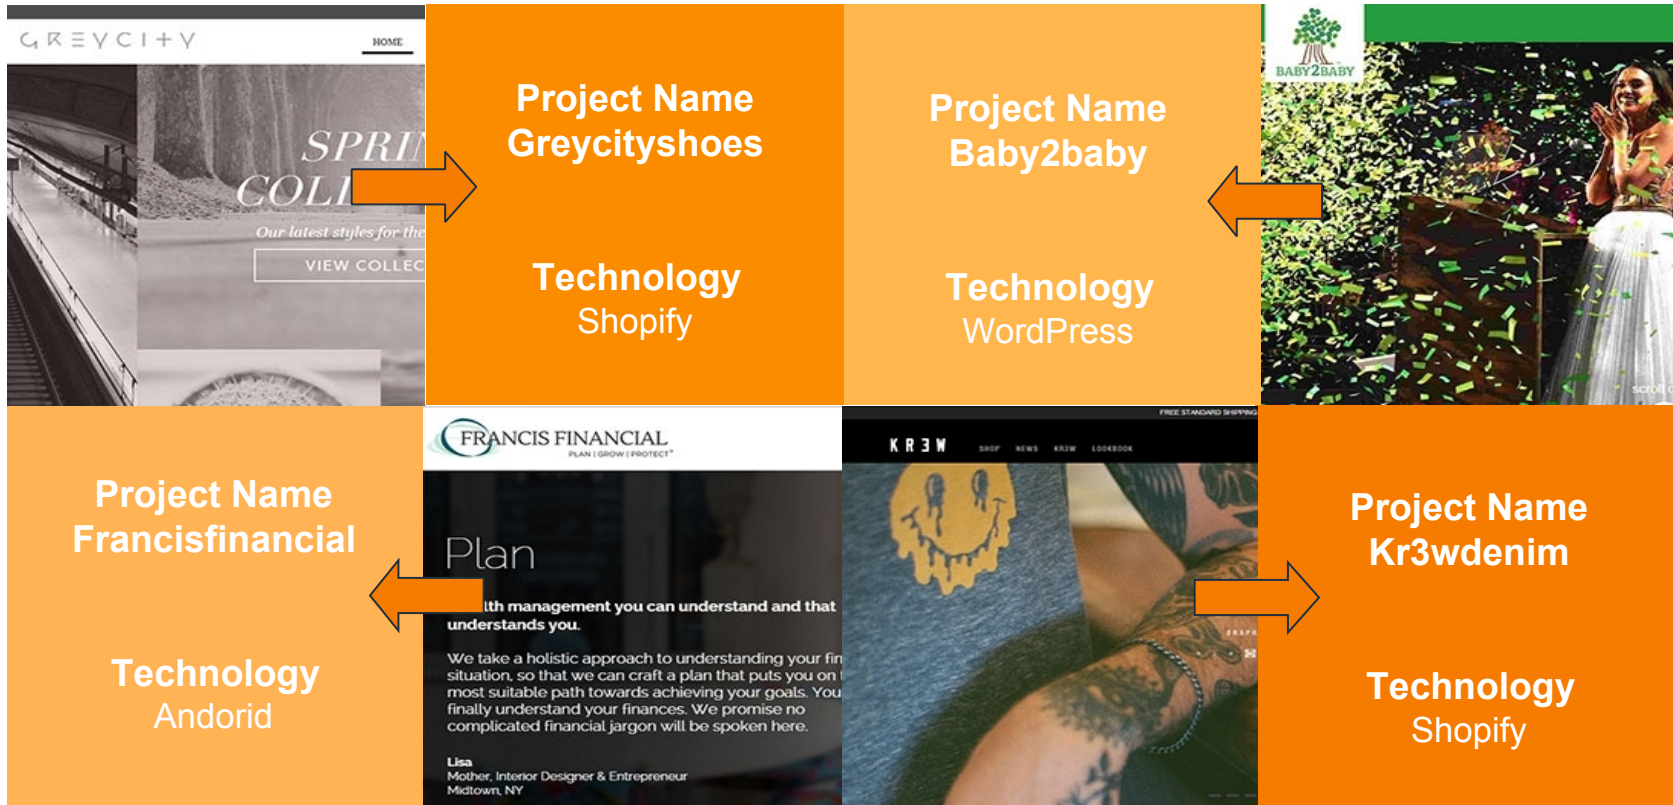 GREYCITY
HOME
SPRIN
COLL
Our latest styles for the
VIEW COLLEC
Project Name
Greycityshoes
Technology
Shopify
Project Name
Baby2baby
Technology
WordPress
BABY2BABY
scroll
Project Name
Francisfinancial
Technology
Andorid
FRANCIS FINANCIAL
PLAN | GROW | PROTECT
Plan
lth management you can understand and that
understands you.
We take a holistic approach to understanding your fin
situation, so that we can craft a plan that puts you on
most suitable path towards achieving your goals. You
finally understand your finances. We promise no
complicated financial jargon will be spoken here.
Lisa
Mother, Interior Designer & Entrepreneur
Midtown, NY
FREE STANDARD SHIPPING
KR3W
SHOP NEWS KR3W LOOKBOOK
GRAPH
Project Name
Kr3wdenim
Technology
Shopify